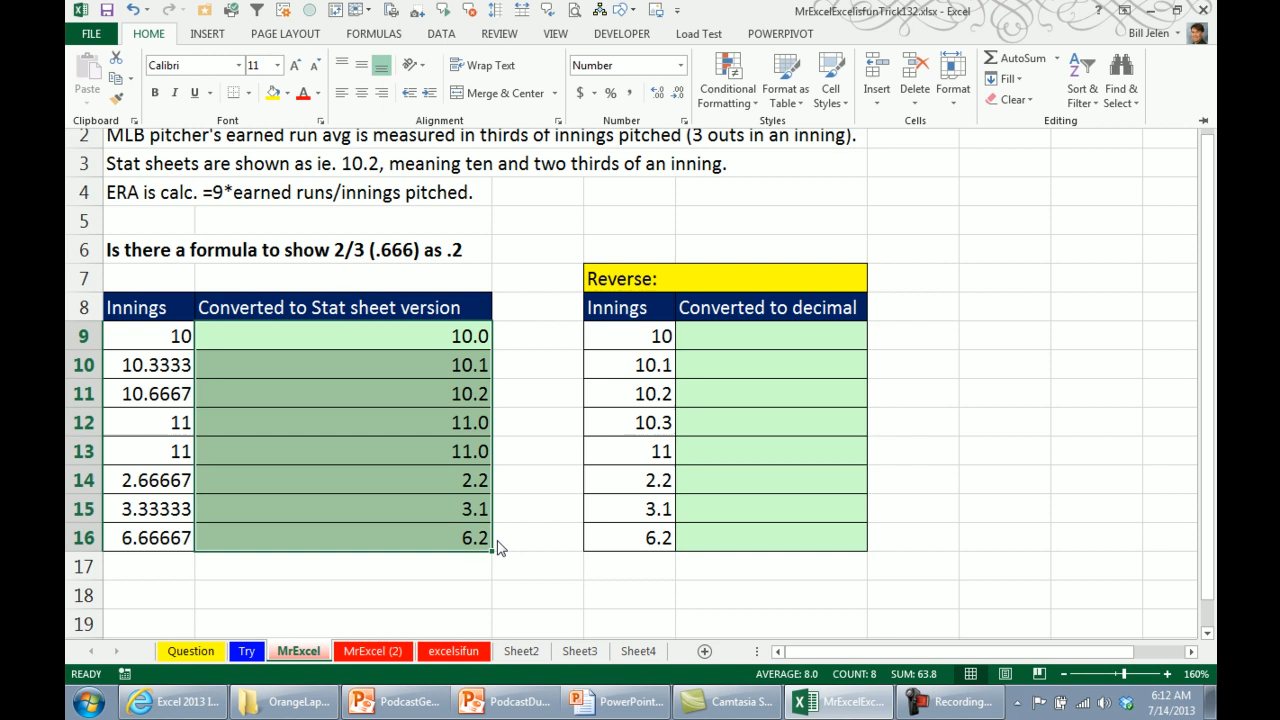 MrExcelExcelisfunTrick132.xlsx - Excel
FILE HOME INSERT PAGE LAYOUT FORMULAS DATA REVIEW VIEW DEVELOPER Load Test POWERPIVOT Bill Jelen
Paste
Calibri 11
B I U
Wrap Text
Merge & Center
Number
$ % ,
Conditional Formatting
Format as Table
Cell Styles
Insert
Delete
Format
AutoSum
Fill
Clear
Sort & Filter
Find & Select
Clipboard Font Alignment Number Styles Cells Editing
2 MLB pitcher's earned run avg is measured in thirds of innings pitched (3 outs in an inning).
3 Stat sheets are shown as ie. 10.2, meaning ten and two thirds of an inning.
4 ERA is calc. =9*earned runs/innings pitched.
5
6 Is there a formula to show 2/3 (.666) as .2
7 Reverse:
8 Innings Converted to Stat sheet version Innings Converted to decimal
9 10 10.0 10
10 10.3333 10.1 10.1
11 10.6667 10.2 10.2
12 11 11.0 10.3
13 11 11.0 11
14 2.66667 2.2 2.2
15 3.33333 3.1 3.1
16 6.66667 6.2 6.2
17
18
19
Question Try MrExcel MrExcel (2) excelsifun Sheet2 Sheet3 Sheet4
READY AVERAGE: 8.0 COUNT: 8 SUM: 63.8 160%
Excel 2013 I... OrangeLap... PodcastGe... PodcastDu... PowerPoint... Camtasia S... MrExcelExc... Recording... 6:12 AM
7/14/2013